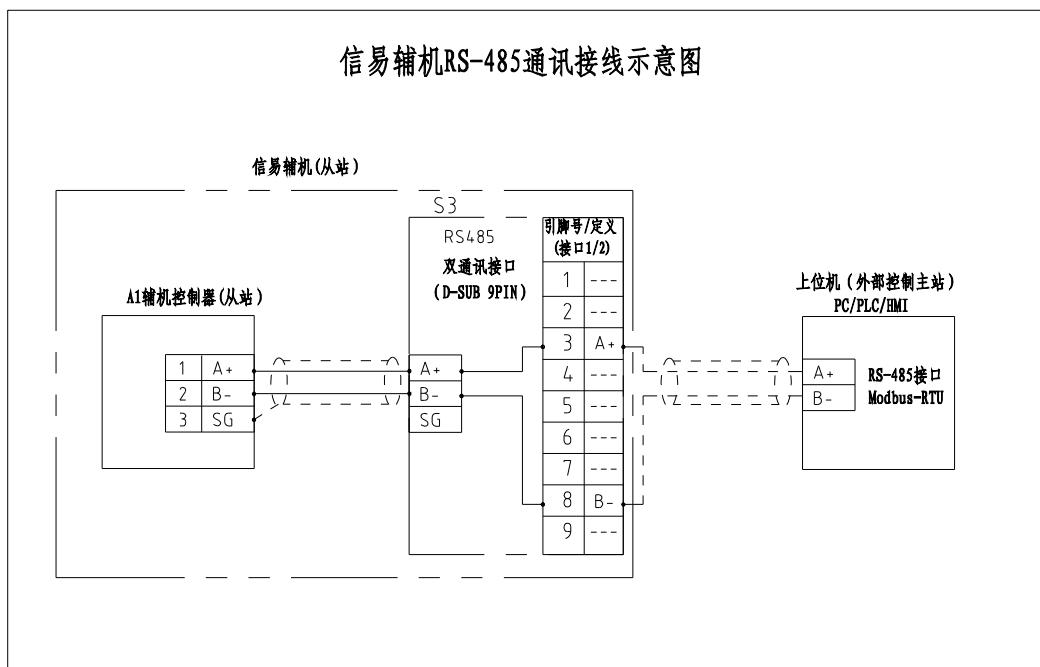 信易辅机RS-485通讯接线示意图
信易辅机(从站)
S3
RS485
双通讯接口
(D-SUB 9PIN)
引脚号/定义
(接口1/2)
1 ---
2 ---
3 A+
4 ---
5 ---
6 ---
7 ---
8 B-
9 ---
A1辅机控制器(从站)
1 A+
2 B-
3 SG
A+
B-
SG
上位机(外部控制主站)
PC/PLC/HMI
A+
B-
RS-485接口
Modbus-RTU